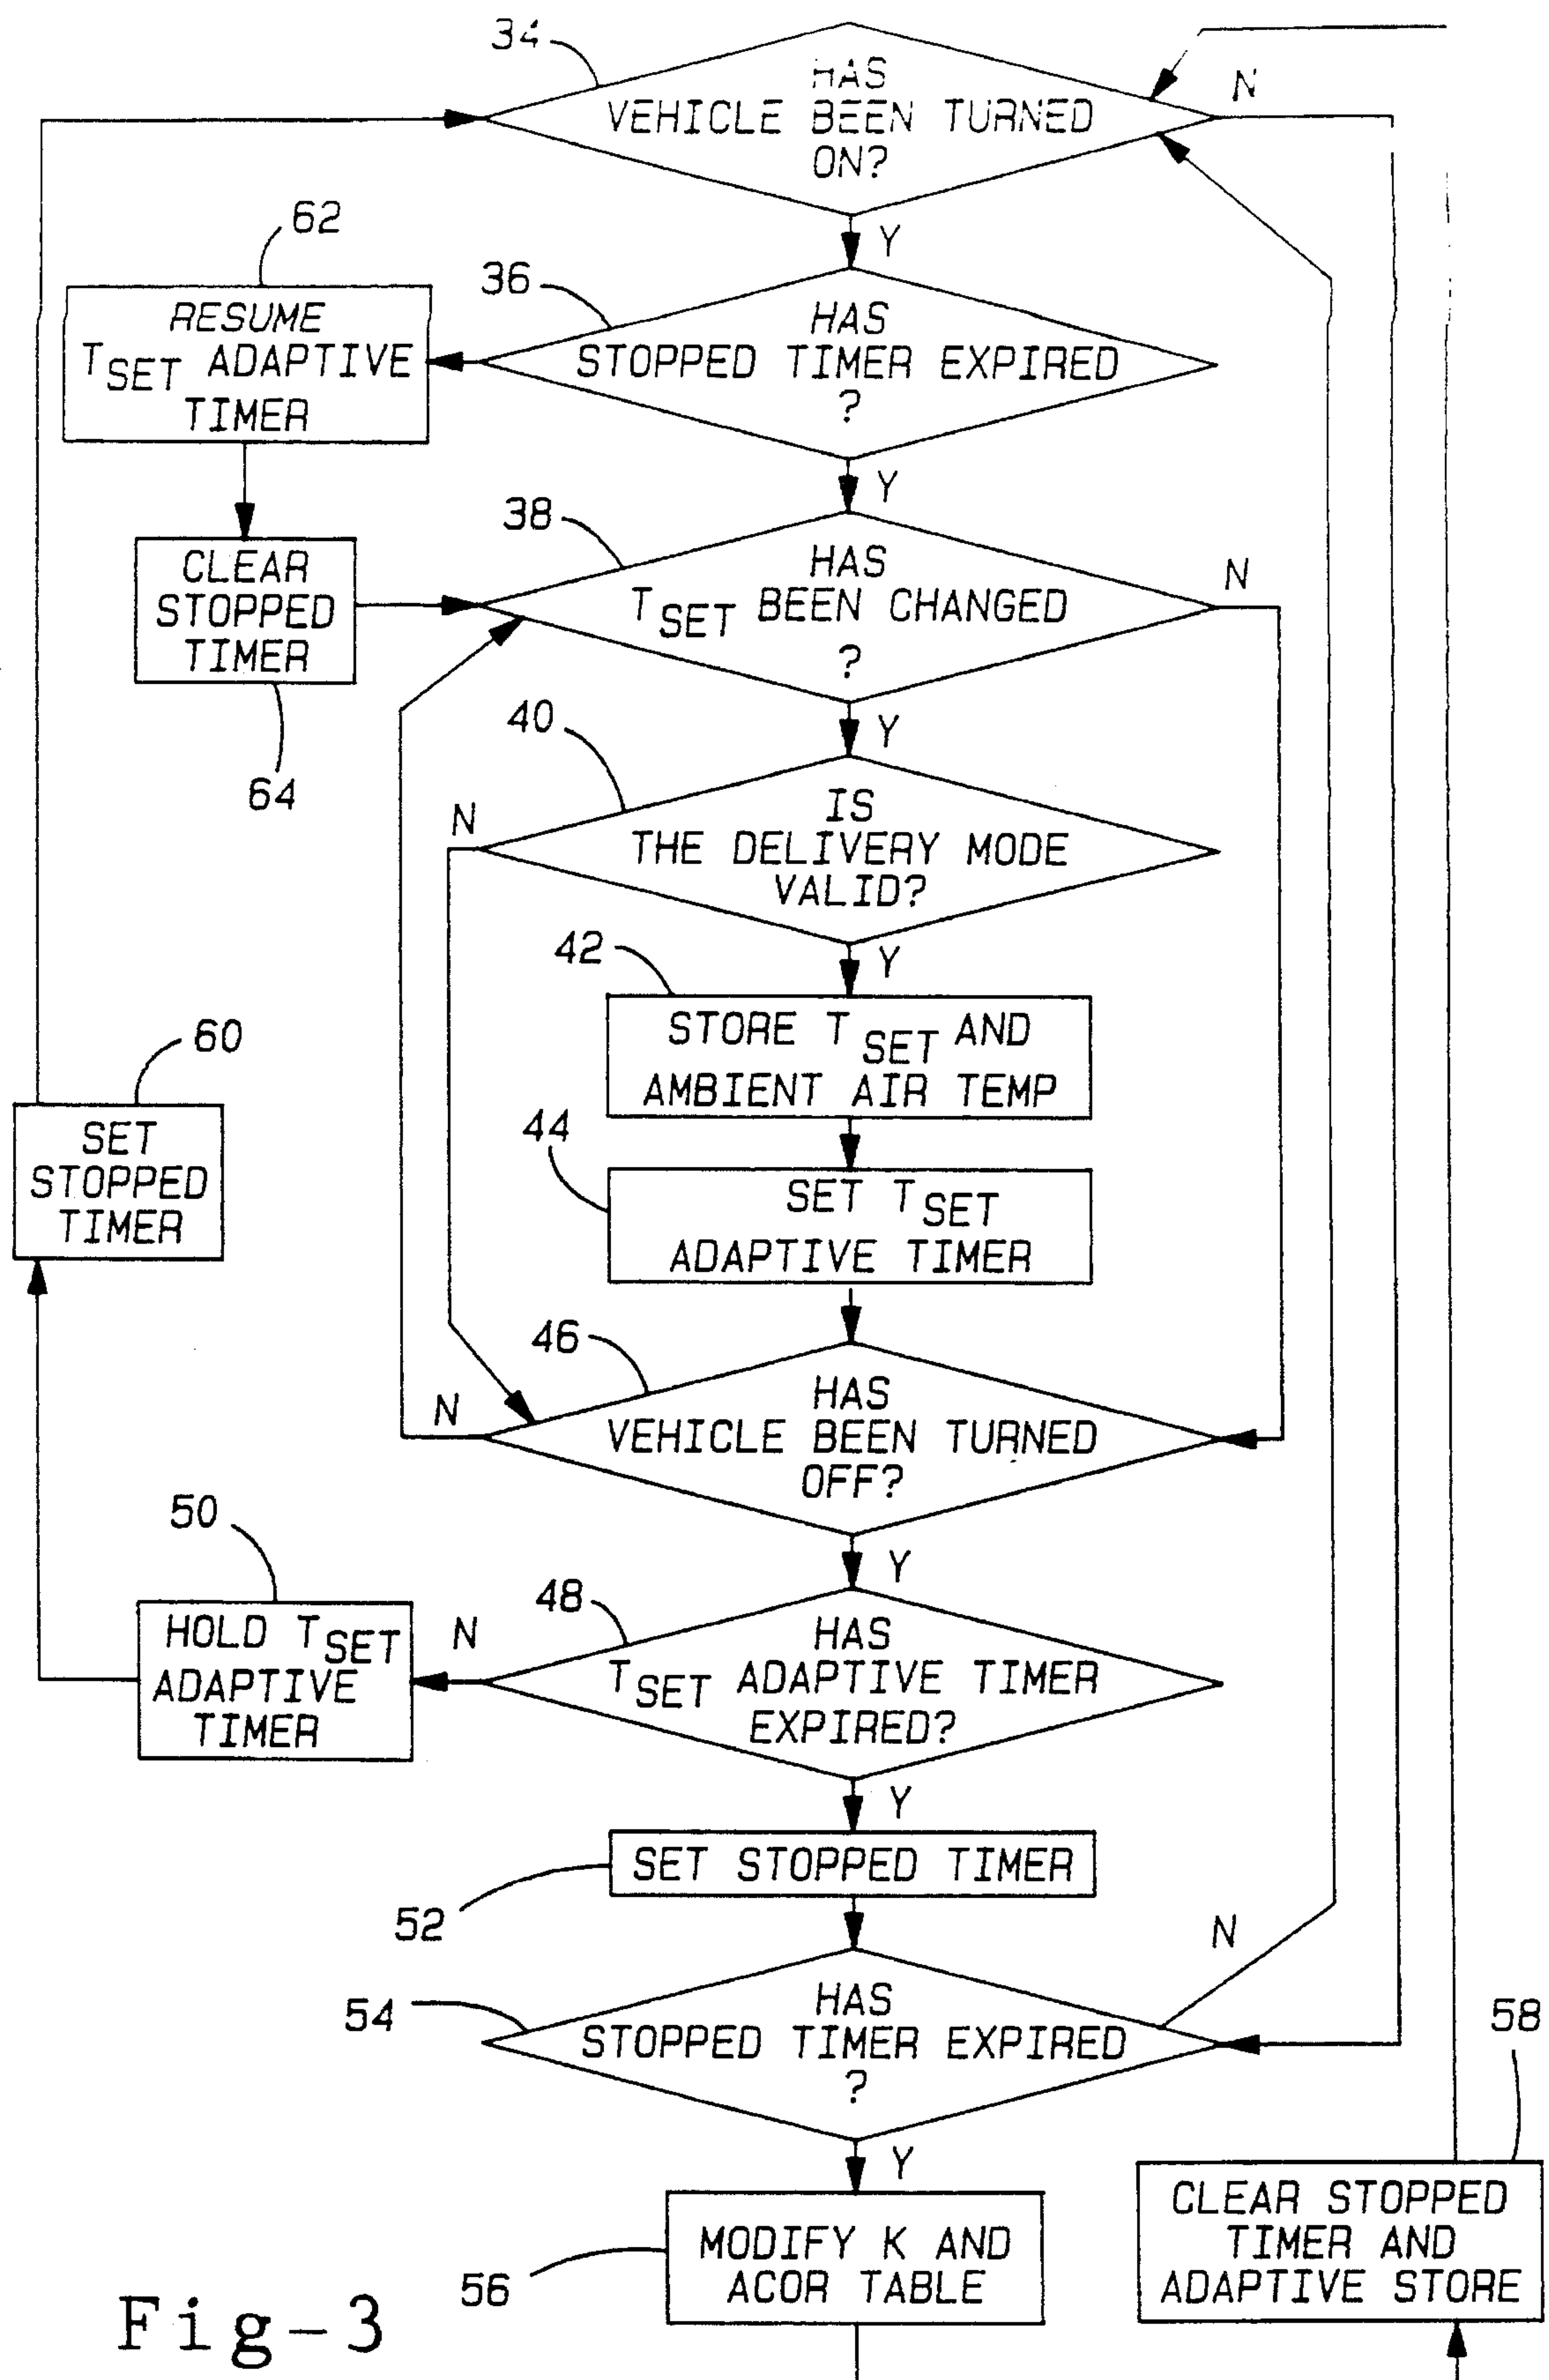 34
HAS
VEHICLE BEEN TURNED
ON?
N
Y
62
RESUME
TSET ADAPTIVE
TIMER
36
HAS
STOPPED TIMER EXPIRED
?
Y
38
HAS
TSET BEEN CHANGED
?
N
CLEAR
STOPPED
TIMER
64
Y
40
IS
THE DELIVERY MODE
VALID?
N
Y
42
STORE TSET AND
AMBIENT AIR TEMP
60
SET
STOPPED
TIMER
44
SET TSET
ADAPTIVE TIMER
46
HAS
VEHICLE BEEN TURNED
OFF?
N
Y
50
HOLD TSET
ADAPTIVE
TIMER
N
48
HAS
TSET ADAPTIVE TIMER
EXPIRED?
Y
SET STOPPED TIMER
52
N
54
HAS
STOPPED TIMER EXPIRED
?
58
Y
CLEAR STOPPED
TIMER AND
ADAPTIVE STORE
MODIFY K AND
ACOR TABLE
56
Fig-3